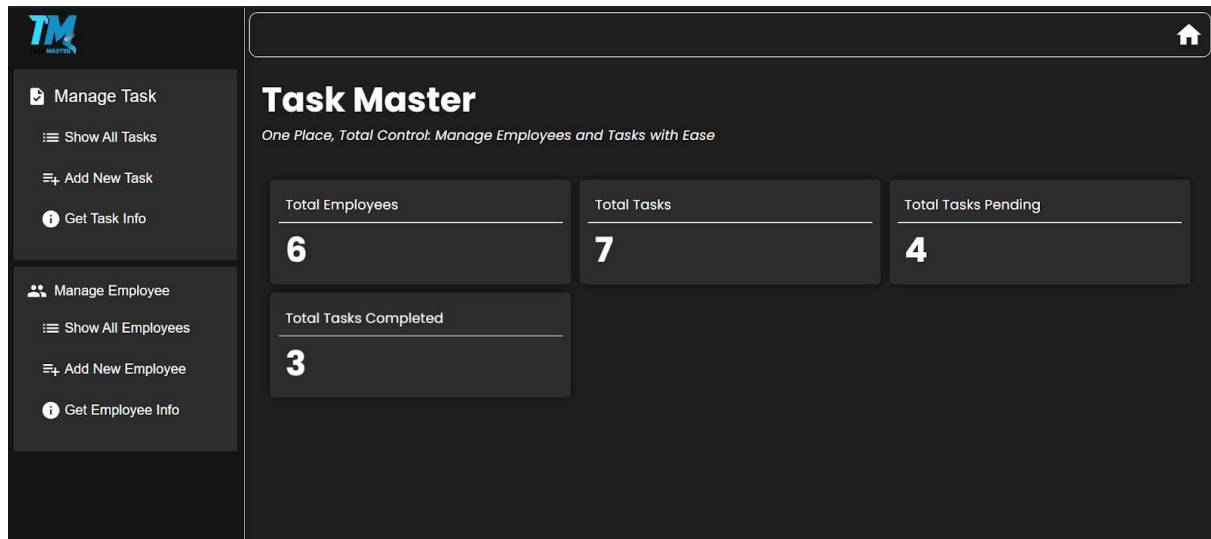 TM
MASTER
Manage Task
Show All Tasks
Add New Task
Get Task Info
Manage Employee
Show All Employees
Add New Employee
Get Employee Info
Task Master
One Place, Total Control: Manage Employees and Tasks with Ease
Total Employees
6
Total Tasks
7
Total Tasks Pending
4
Total Tasks Completed
3